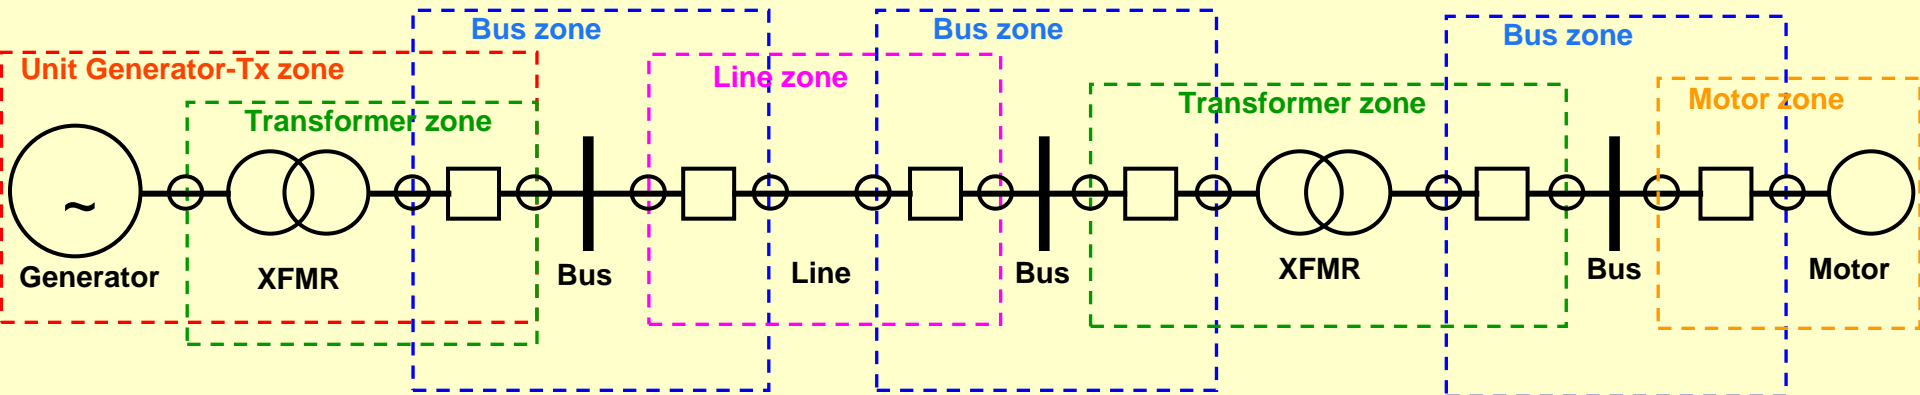 Bus zone
Bus zone
Bus zone
Unit Generator-Tx zone
Line zone
Transformer zone
Motor zone
Transformer zone
~
Generator
XFMR
Bus
Line
Bus
XFMR
Bus
Motor